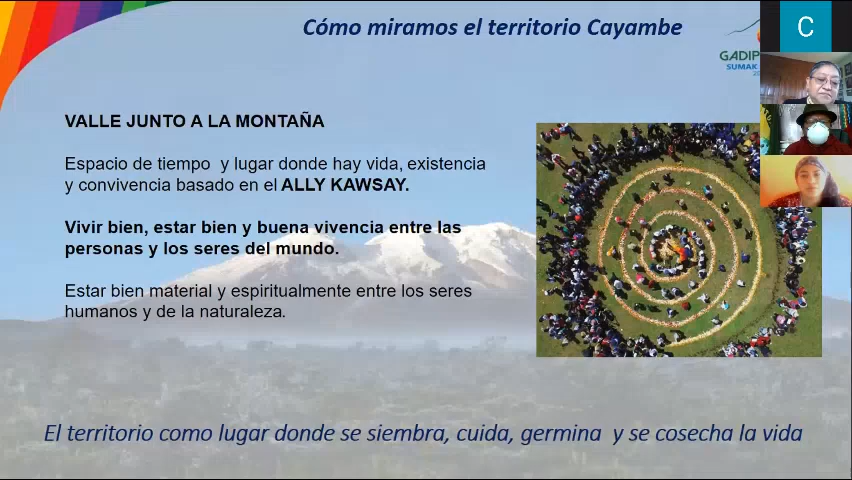 Cómo miramos el territorio Cayambe
C
GADIP
SUMAK
VALLE JUNTO A LA MONTAÑA
Espacio de tiempo y lugar donde hay vida, existencia
y convivencia basado en el ALLY KAWSAY.
Vivir bien, estar bien y buena vivencia entre las
personas y los seres del mundo.
Estar bien material y espiritualmente entre los seres
humanos y de la naturaleza.
El territorio como lugar donde se siembra, cuida, germina y se cosecha la vida